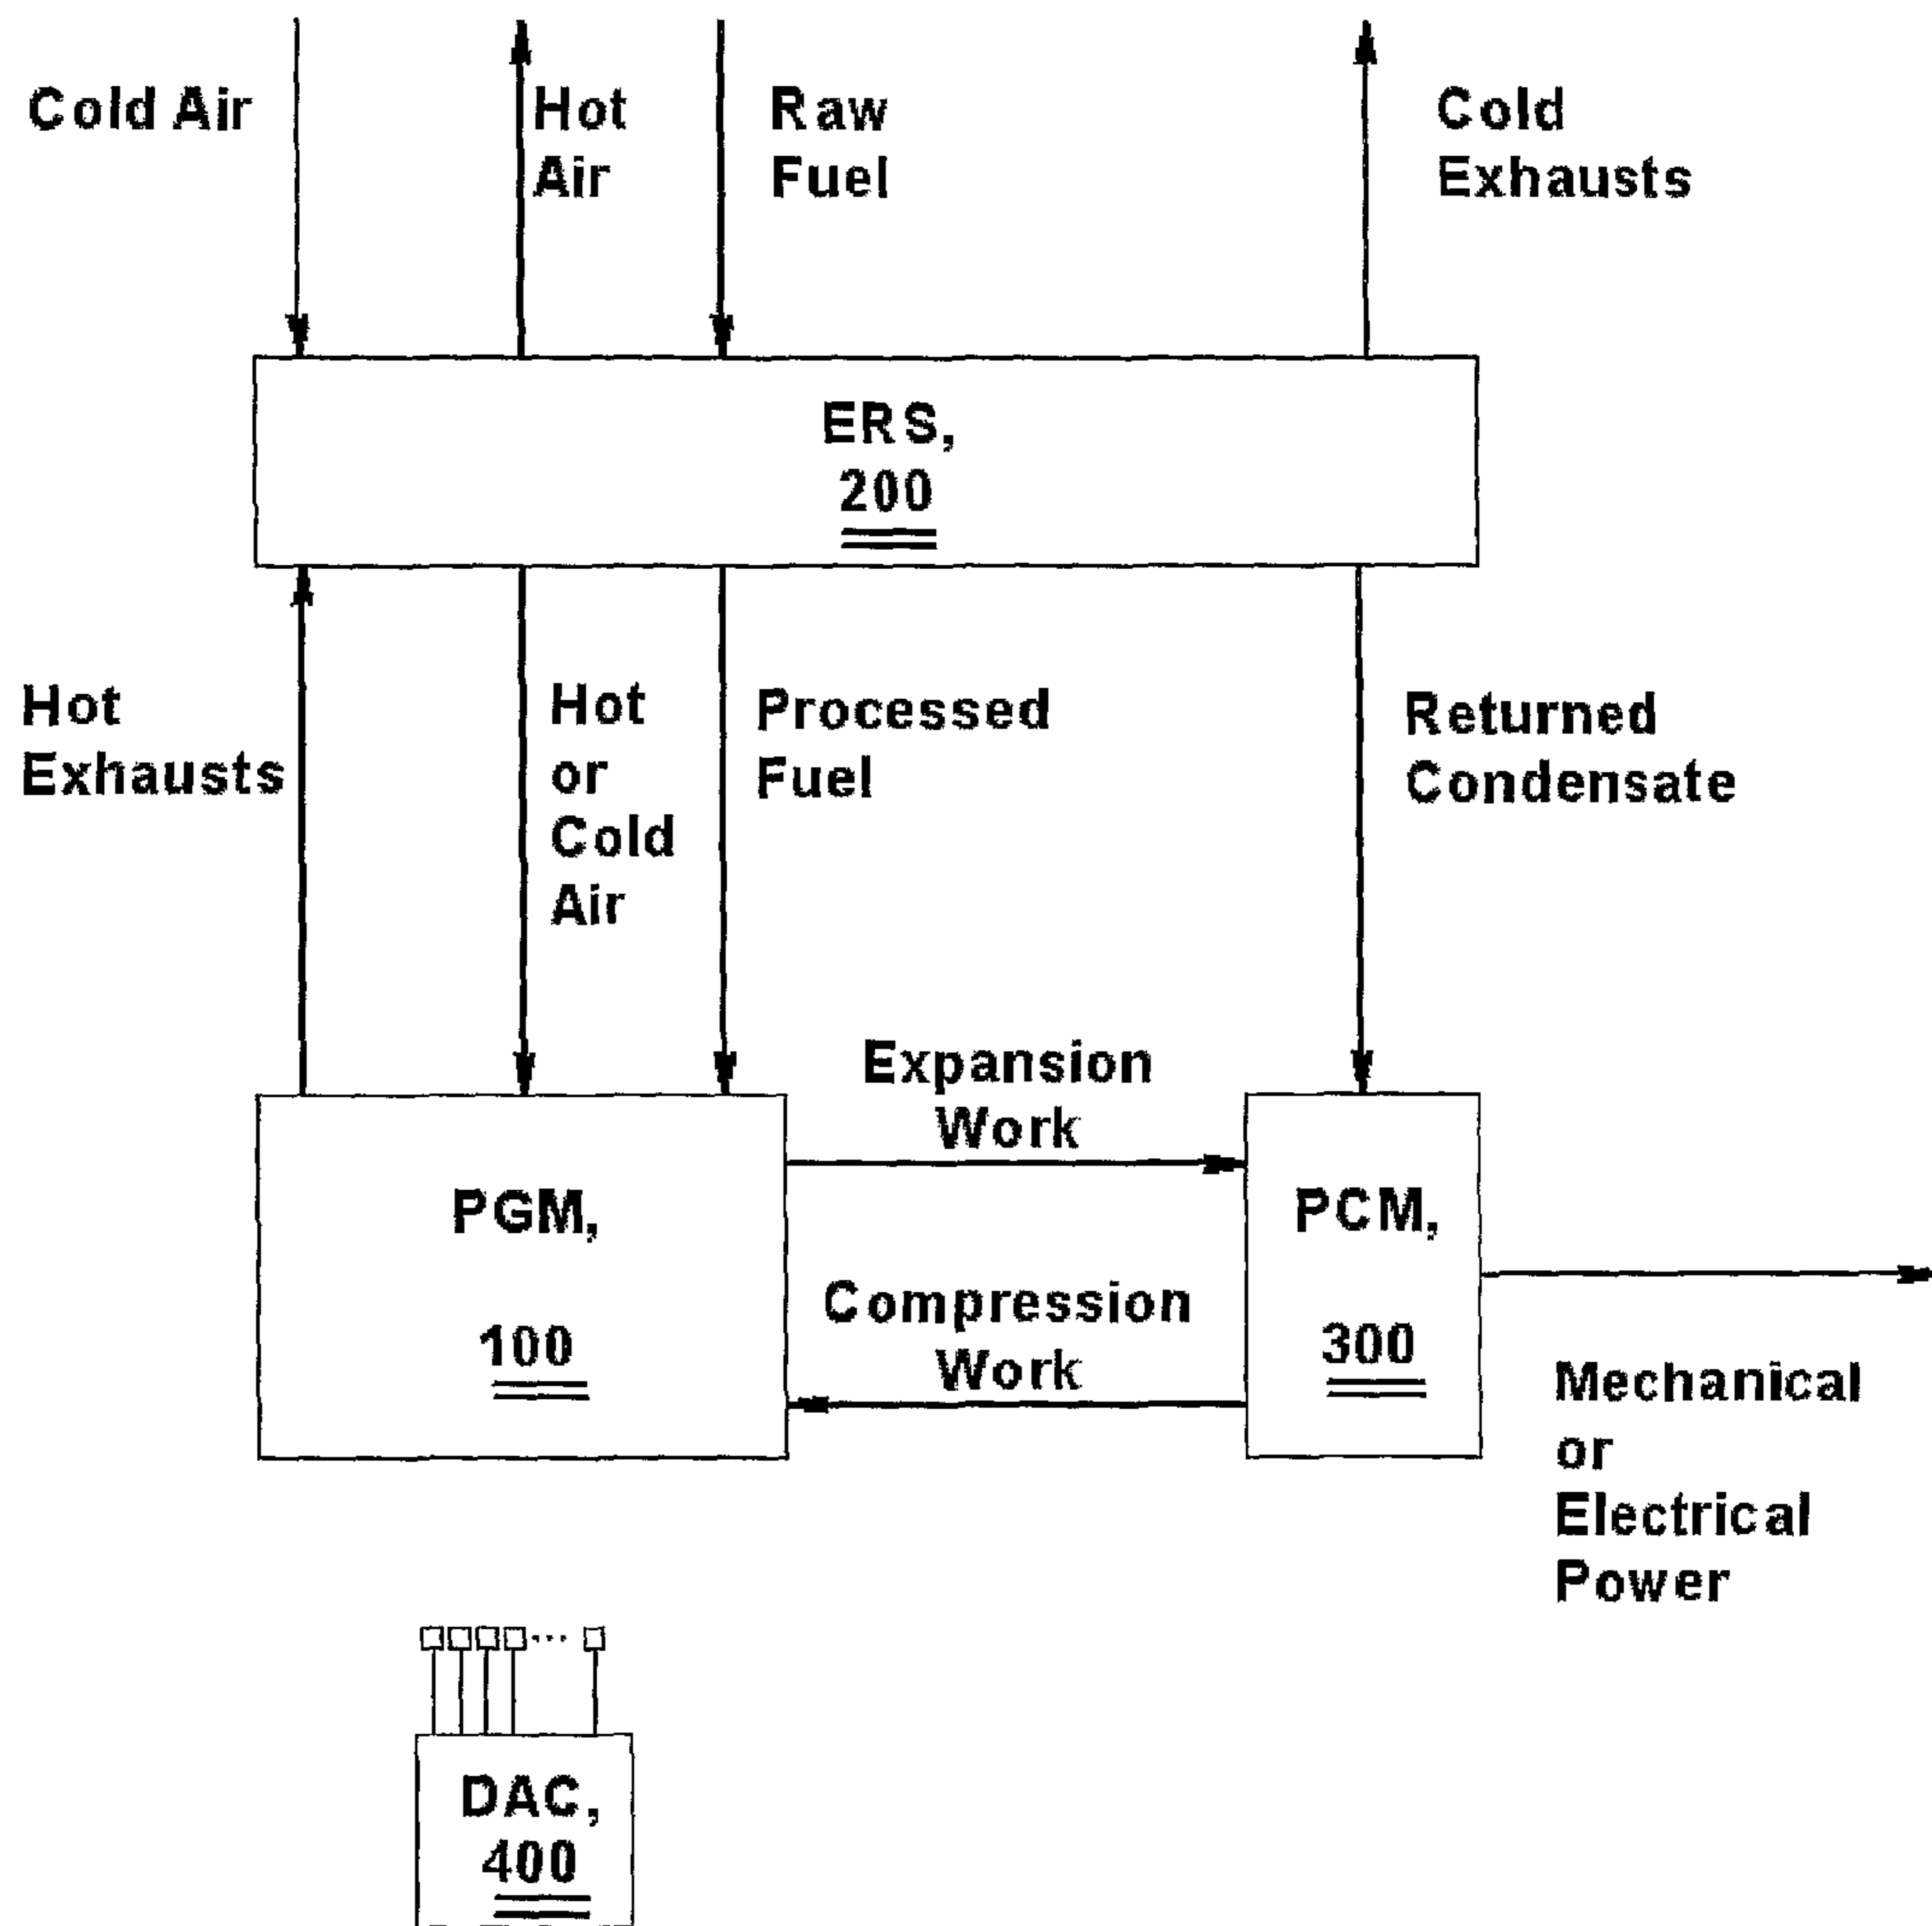 Cold Air
Hot
Air
Raw
Fuel
Cold
Exhausts
ERS,
200
Hot
Exhausts
Hot
or
Cold
Air
Processed
Fuel
Returned
Condensate
Expansion
Work
PGM,
100
Compression
Work
PCM,
300
Mechanical
or
Electrical
Power
...
DAC,
400